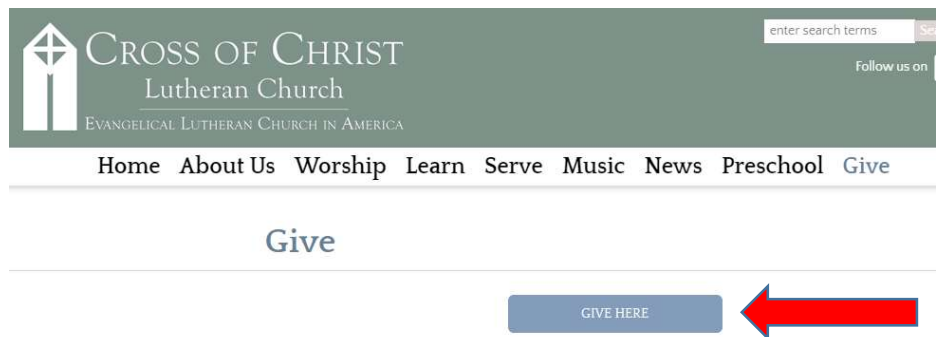 enter search terms
CROSS OF CHRIST
Follow us on
Lutheran Church
EVANGELICAL LUTHERAN CHURCH IN AMERICA
Home About Us Worship Learn Serve Music News Preschool Give
Give
GIVE HERE